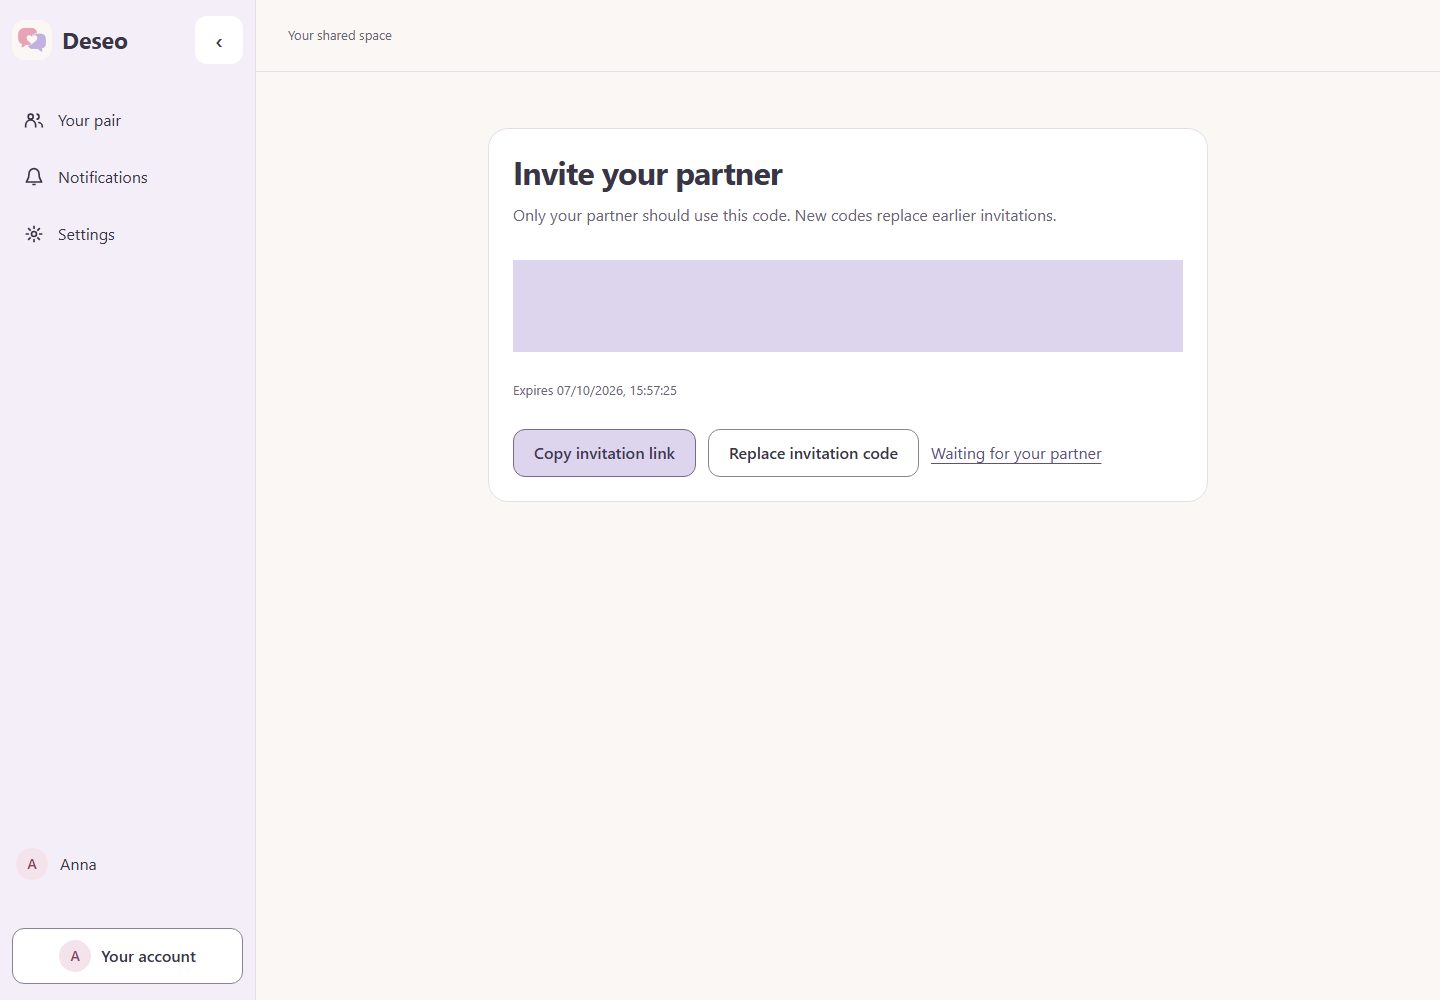 Deseo
‹
Your pair
Notifications
Settings
A Anna
A Your account
Your shared space
Invite your partner
Only your partner should use this code. New codes replace earlier invitations.
Expires 07/10/2026, 15:57:25
Copy invitation link
Replace invitation code
Waiting for your partner